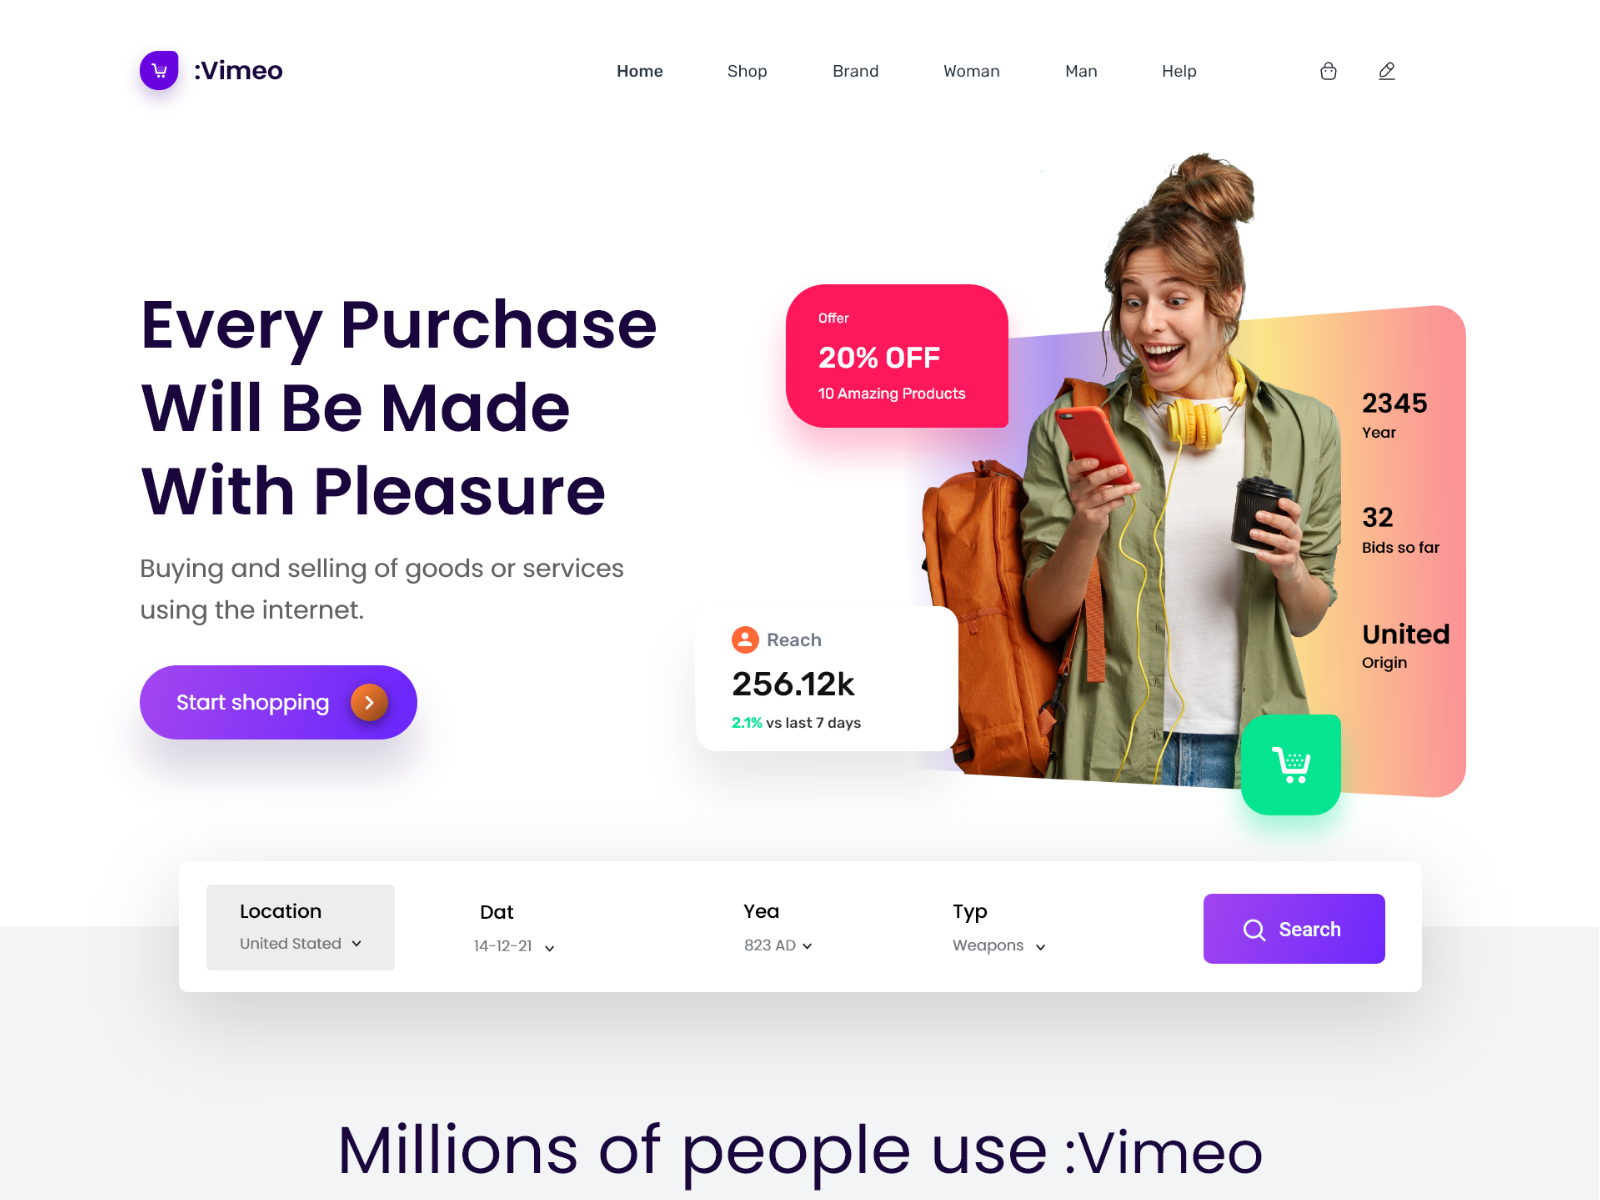 :Vimeo
Home Shop Brand Woman Man Help
Every Purchase
Will Be Made
With Pleasure
Buying and selling of goods or services
using the internet.
Start shopping
Offer
20% OFF
10 Amazing Products
2345
Year
32
Bids so far
United
Origin
Reach
256.12k
2.1% vs last 7 days
Location
United Stated
Dat
14-12-21
Yea
823 AD
Typ
Weapons
Search
Millions of people use :Vimeo